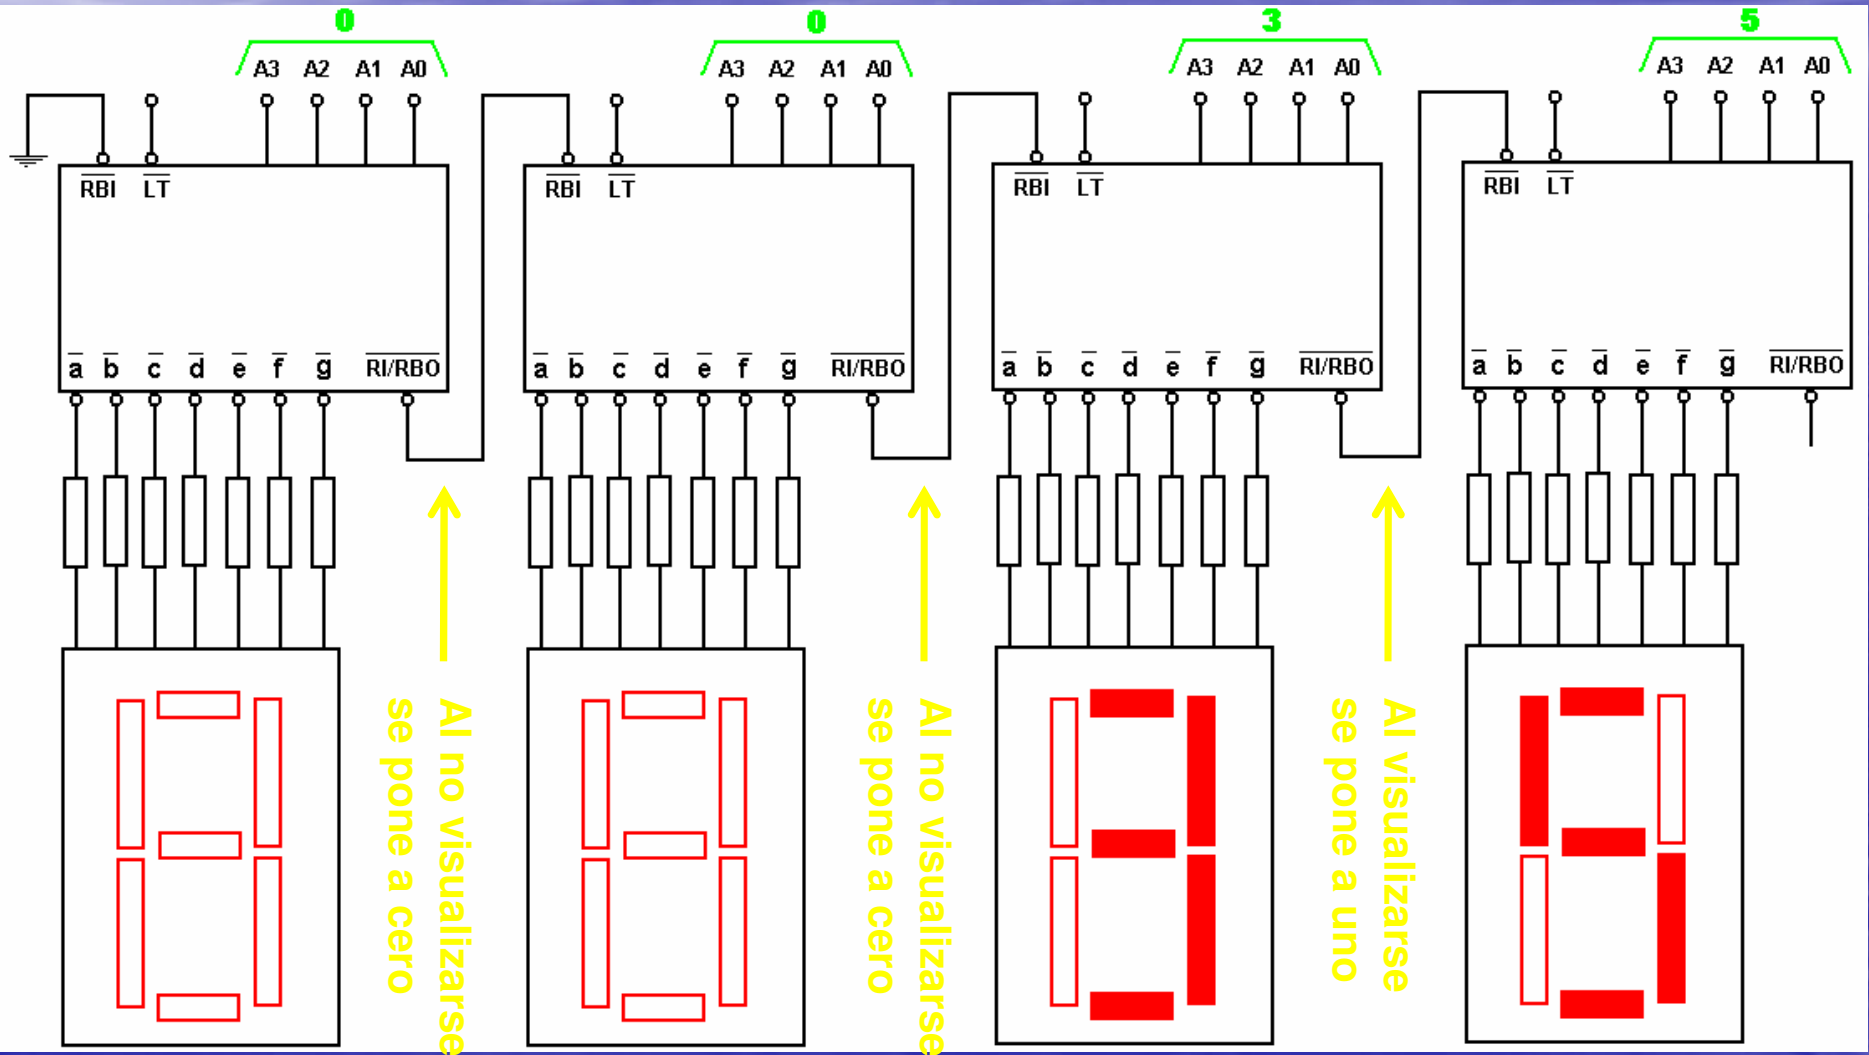 0 0 3 5
A3 A2 A1 A0 A3 A2 A1 A0 A3 A2 A1 A0 A3 A2 A1 A0
RBI LT RBI LT RBI LT RBI LT
a b c d e f g RI/RBO a b c d e f g RI/RBO a b c d e f g RI/RBO a b c d e f g RI/RBO
Al no visualizarse
se pone a cero
Al no visualizarse
se pone a cero
Al visualizarse
se pone a uno